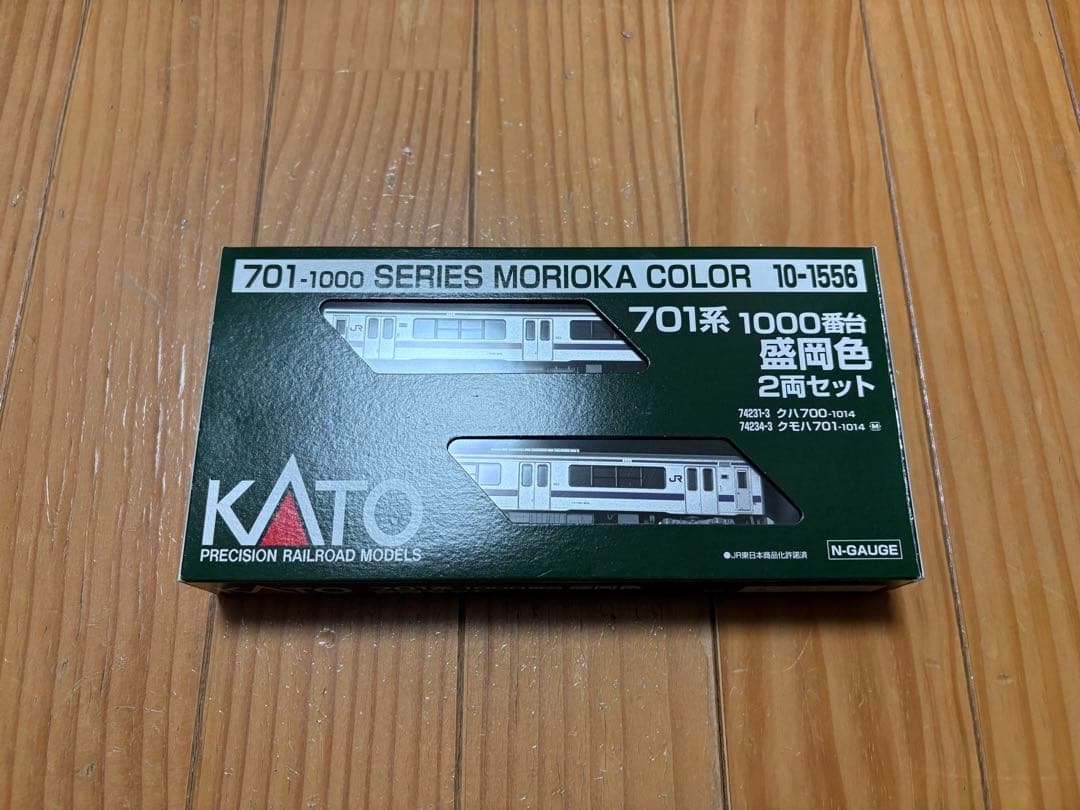 701-1000 SERIES MORIOKA COLOR 10-1556
701系 1000番台
盛岡色
2両セット
74231-3 クハ700-1014
74234-3 クモハ701-1014 M
JR
JR
KATO
PRECISION RAILROAD MODELS
●JR東日本商品化許諾済
N-GAUGE
KATO